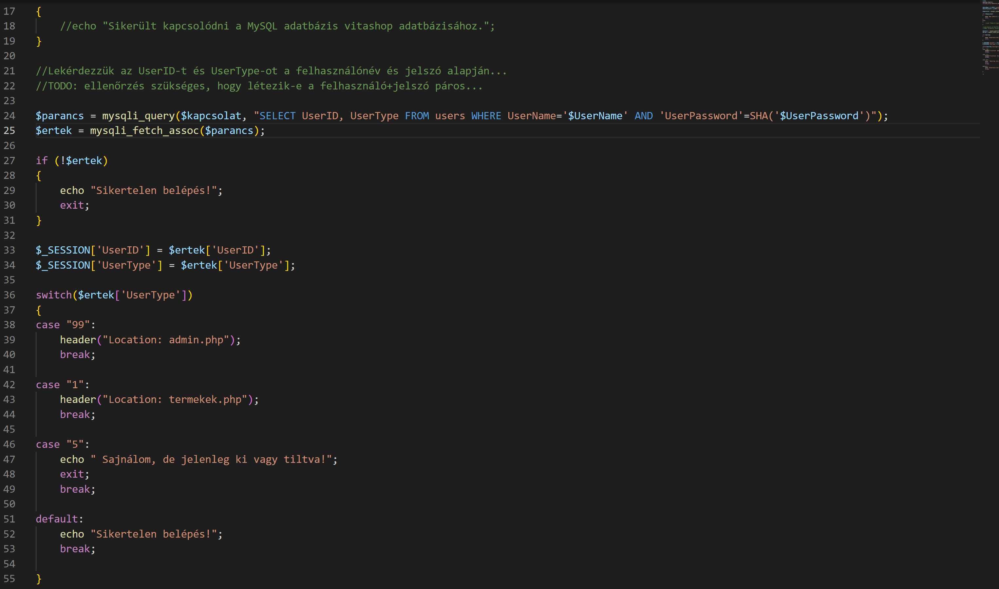 17 {
18 //echo "Sikerült kapcsolódni a MySQL adatbázis vitashop adatbázisához.";
19 }
20
21 //Lekérdezzük az UserID-t és UserType-ot a felhasználónév és jelszó alapján...
22 //TODO: ellenőrzés szükséges, hogy létezik-e a felhasználó+jelszó páros...
23
24 $parancs = mysqli_query($kapcsolat, "SELECT UserID, UserType FROM users WHERE UserName='$UserName' AND 'UserPassword'=SHA('$UserPassword')");
25 $ertek = mysqli_fetch_assoc($parancs);
26
27 if (!$ertek)
28 {
29 echo "Sikertelen belépés!";
30 exit;
31 }
32
33 $_SESSION['UserID'] = $ertek['UserID'];
34 $_SESSION['UserType'] = $ertek['UserType'];
35
36 switch($ertek['UserType'])
37 {
38 case "99":
39 header("Location: admin.php");
40 break;
41
42 case "1":
43 header("Location: termekek.php");
44 break;
45
46 case "5":
47 echo " Sajnálom, de jelenleg ki vagy tiltva!";
48 exit;
49 break;
50
51 default:
52 echo "Sikertelen belépés!";
53 break;
54
55 }